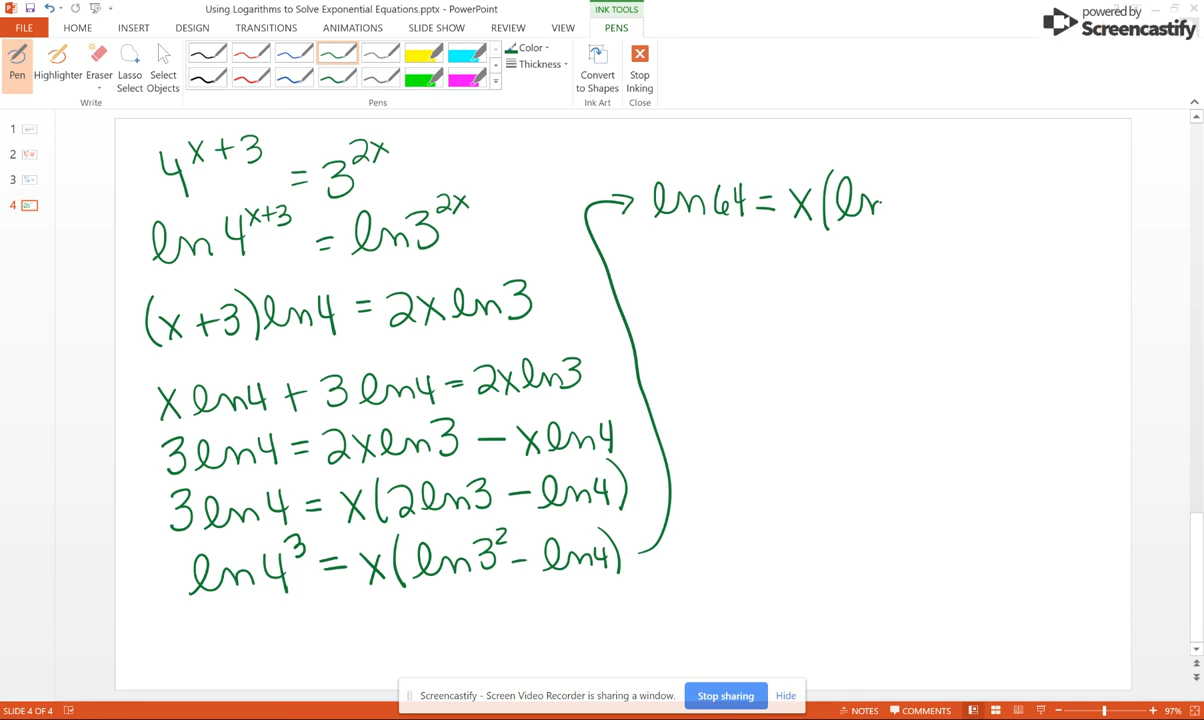 Using Logarithms to Solve Exponential Equations.pptx - PowerPoint
INK TOOLS
FILE HOME INSERT DESIGN TRANSITIONS ANIMATIONS SLIDE SHOW REVIEW VIEW PENS
powered by
Screencastify
Pen Highlighter Eraser Lasso Select Select Objects
Color
Thickness
Convert to Shapes Stop Inking
Write Pens Ink Art Close
1
2
3
4
4^(x+3) = 3^(2x)
ln 4^(x+3) = ln 3^(2x)
(x+3) ln 4 = 2x ln 3
x ln 4 + 3 ln 4 = 2x ln 3
3 ln 4 = 2x ln 3 − x ln 4
3 ln 4 = x(2 ln 3 − ln 4)
ln 4^3 = x(ln 3^2 − ln 4)
ln 64 = x(ln
Screencastify - Screen Video Recorder is sharing a window. Stop sharing Hide
SLIDE 4 OF 4 NOTES COMMENTS 97%